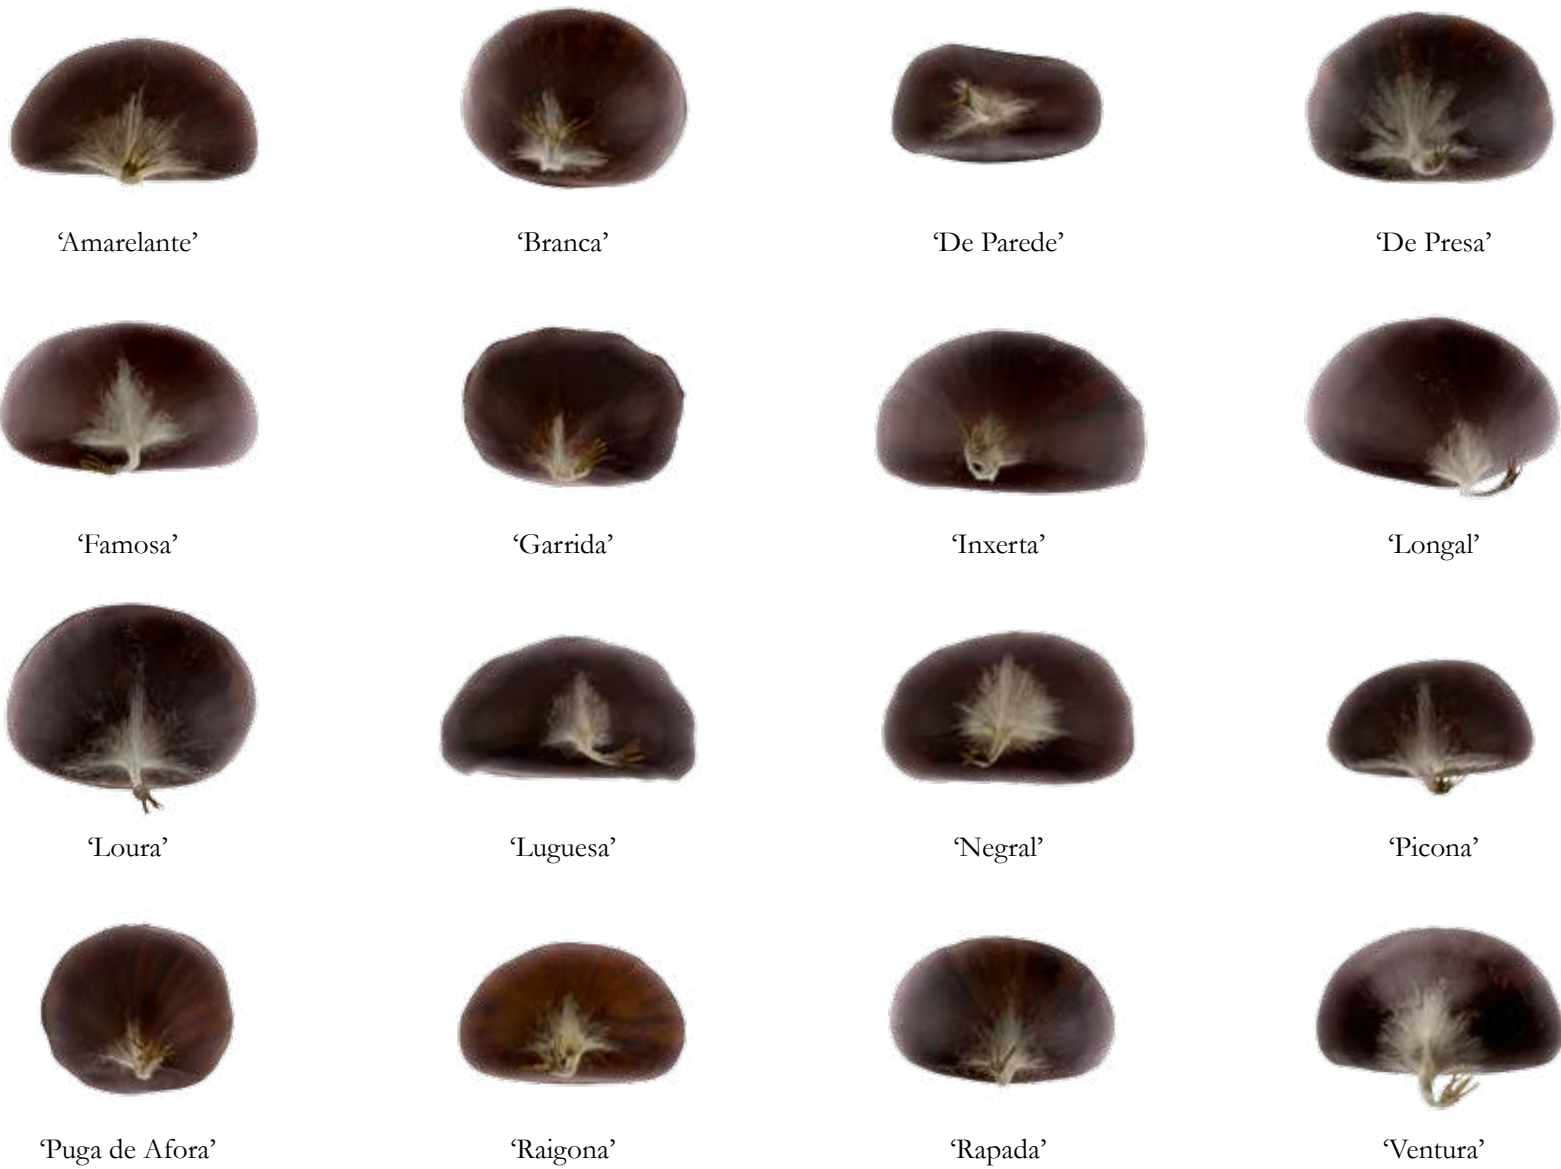 ‘Amarelante’
‘Branca’
‘De Parede’
‘De Presa’
‘Famosa’
‘Garrida’
‘Inxerta’
‘Longal’
‘Loura’
‘Luguesa’
‘Negral’
‘Picona’
‘Puga de Afora’
‘Raigona’
‘Rapada’
‘Ventura’